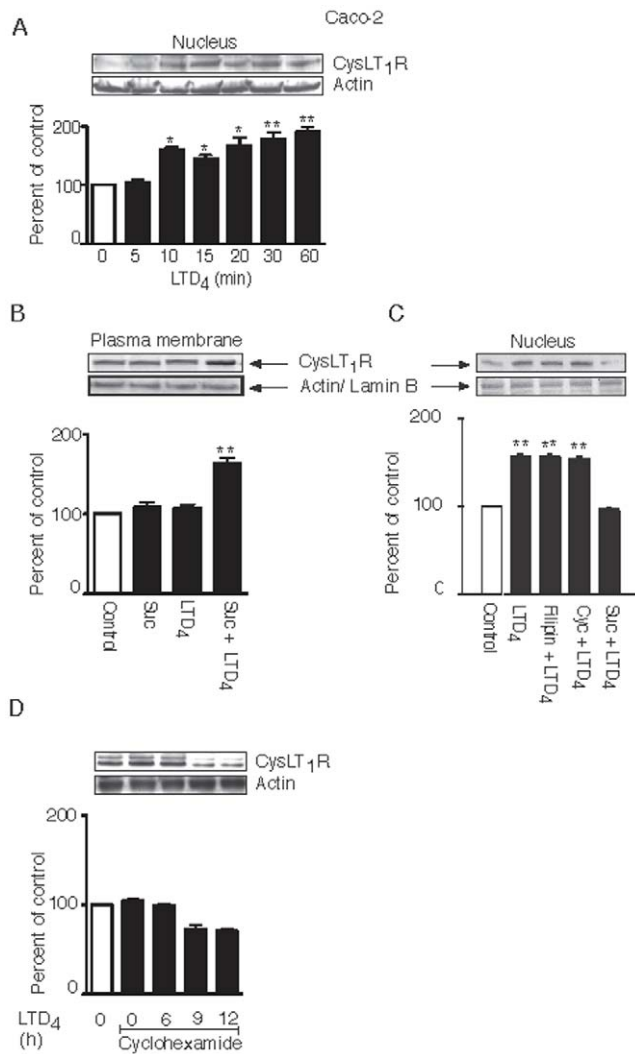 Caco-2
A
Nucleus
CysLT1R
Actin
Percent of control
200
100
0
* * * ** **
0 5 10 15 20 30 60
LTD4 (min)
B
Plasma membrane
CysLT1R
Actin/ Lamin B
Percent of control
200
100
0
**
Control
Suc
LTD4
Suc + LTD4
C
Nucleus
Percent of control
200
100
C
** ** **
Control
LTD4
Filipin + LTD4
Cyc + LTD4
Suc + LTD4
D
CysLT1R
Actin
Percent of control
200
100
0
LTD4 (h)
0 0 6 9 12
Cyclohexamide